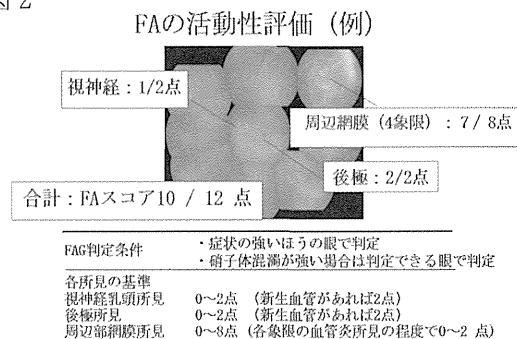 図2
FAの活動性評価（例）
視神経：1/2点
周辺網膜（4象限）：7／8点
後極：2/2点
合計：FAスコア10 / 12 点
FAG判定条件
・症状の強いほうの眼で判定
・硝子体混濁が強い場合は判定できる眼で判定
各所見の基準
視神経乳頭所見 0〜2点 （新生血管があれば2点）
後極所見 0〜2点 （新生血管があれば2点）
周辺部網膜所見 0〜8点 （各象限の血管炎所見の程度で0〜2 点）